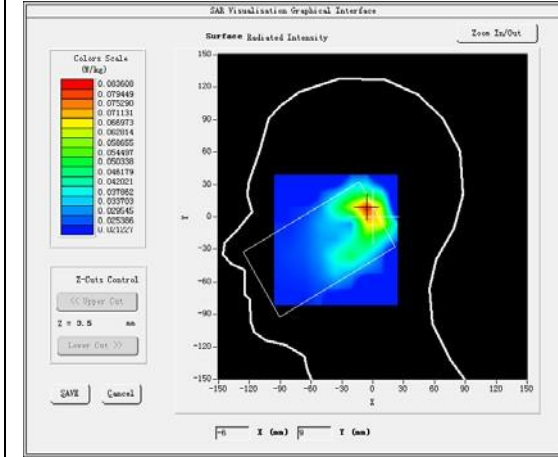 SAR Visualisation Graphical Interface
Surface Radiated Intensity
Zoom In/Out
Colors Scale
(W/kg)
0.083608
0.079449
0.075290
0.071131
0.066973
0.062814
0.058655
0.054497
0.050338
0.046179
0.042021
0.037862
0.033703
0.029545
0.025386
0.021227
Z-Cuts Control
<< Upper Cut
Z = 3.5 mm
Lower Cut >>
SAVE
Cancel
150
120
90
60
30
0
-30
-60
-90
-120
-150
Y
-150 -120 -90 -60 -30 0 30 60 90 120 150
X
-6 X (mm) 9 Y (mm)